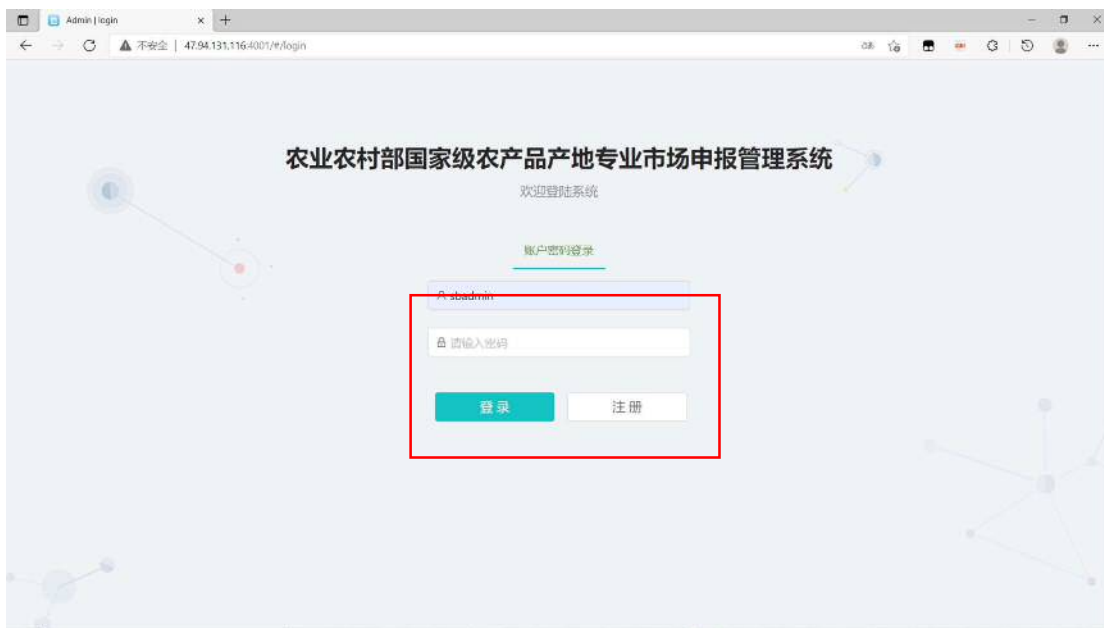 Admin | login
不安全 | 47.94.131.116:4001/#/login
农业农村部国家级农产品产地专业市场申报管理系统
欢迎登陆系统
账户密码登录
sbadmin
请输入密码
登 录
注 册